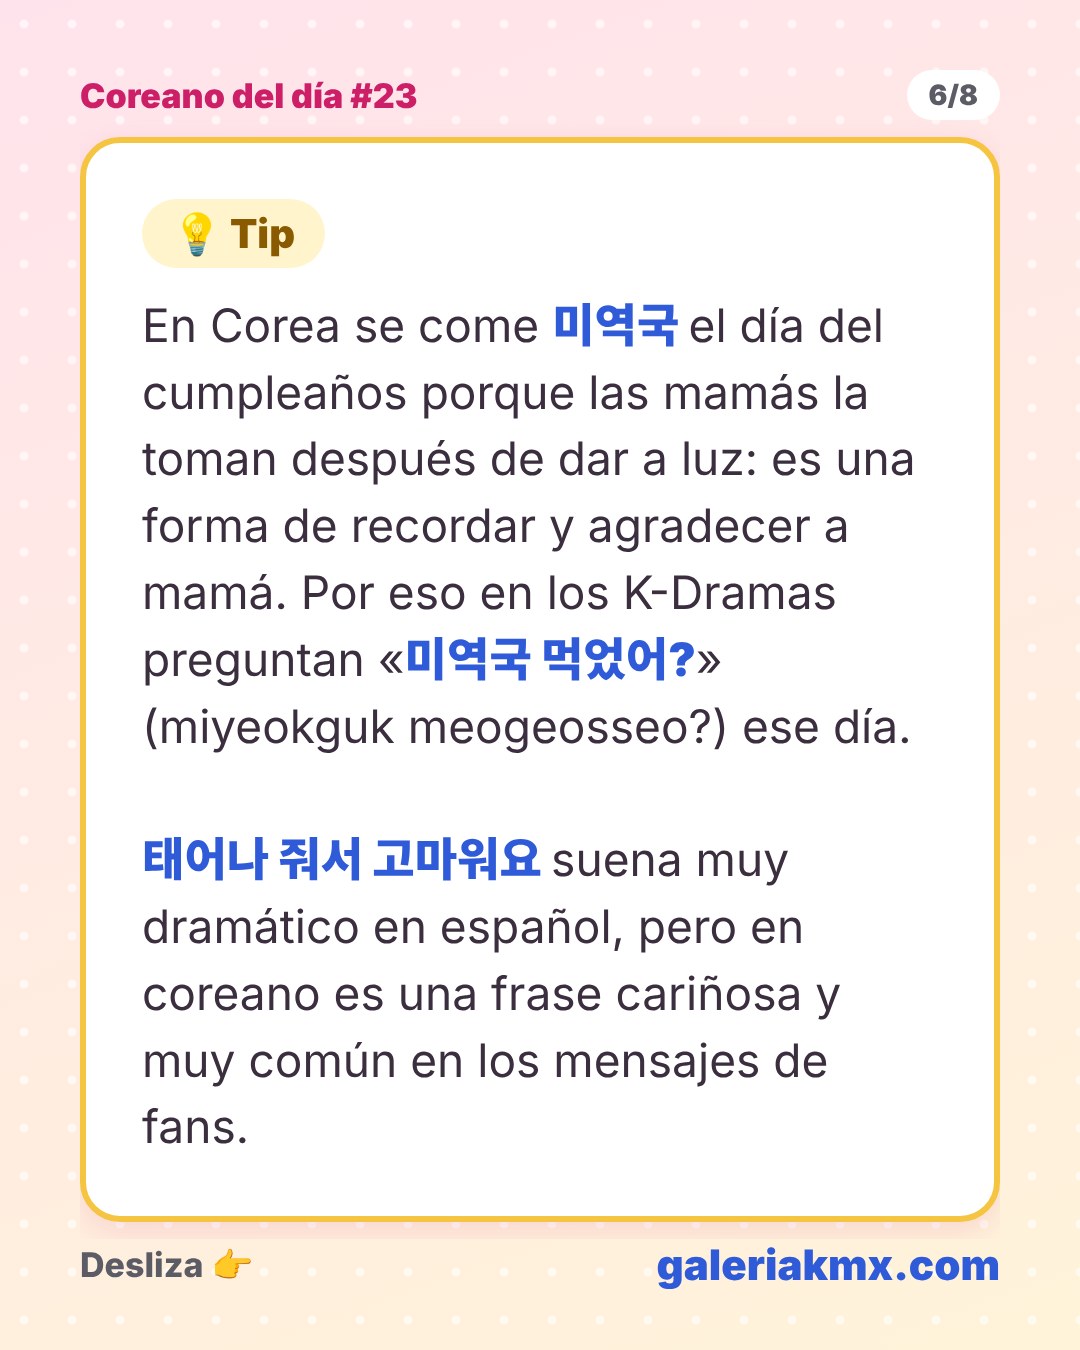 Coreano del día #23
6/8
💡 Tip
En Corea se come 미역국 el día del
cumpleaños porque las mamás la
toman después de dar a luz: es una
forma de recordar y agradecer a
mamá. Por eso en los K-Dramas
preguntan «미역국 먹었어?»
(miyeokguk meogeosseo?) ese día.
태어나 줘서 고마워요 suena muy
dramático en español, pero en
coreano es una frase cariñosa y
muy común en los mensajes de
fans.
Desliza 👉
galeriakmx.com